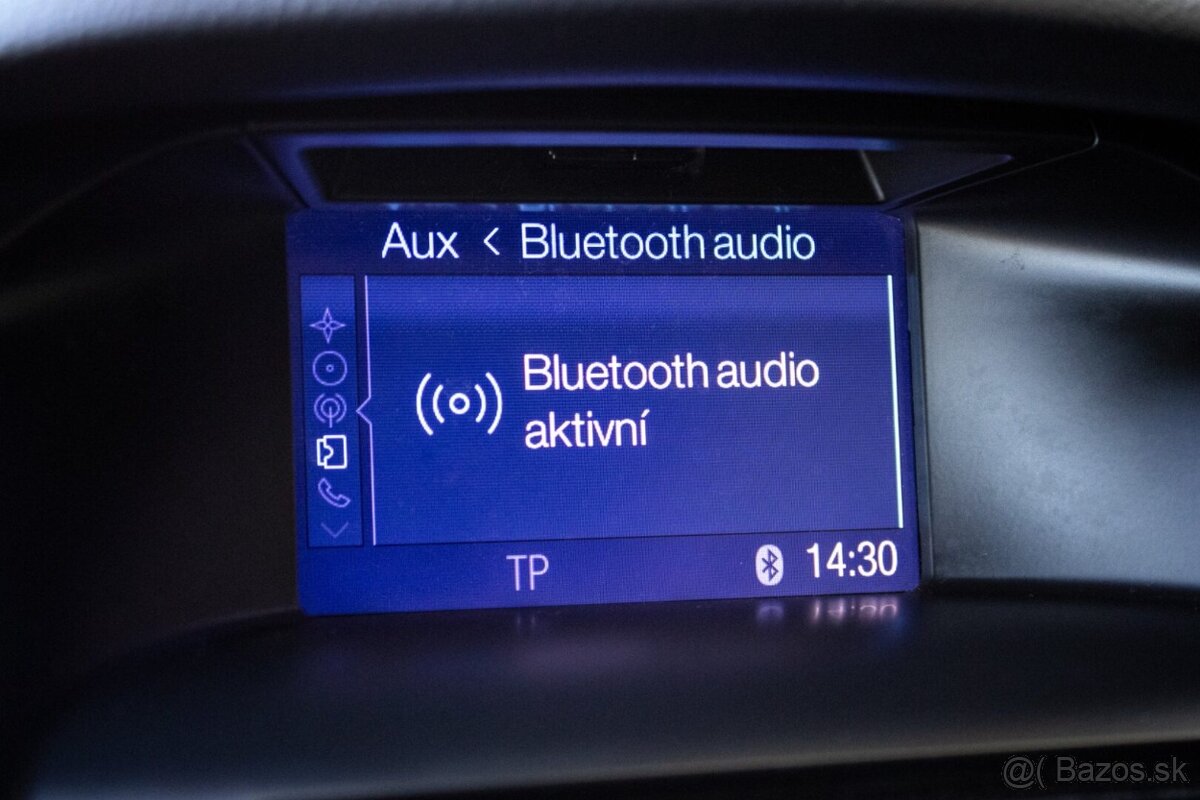 Aux < Bluetooth audio
Bluetooth audio
aktivní
TP 14:30
@( Bazos.sk